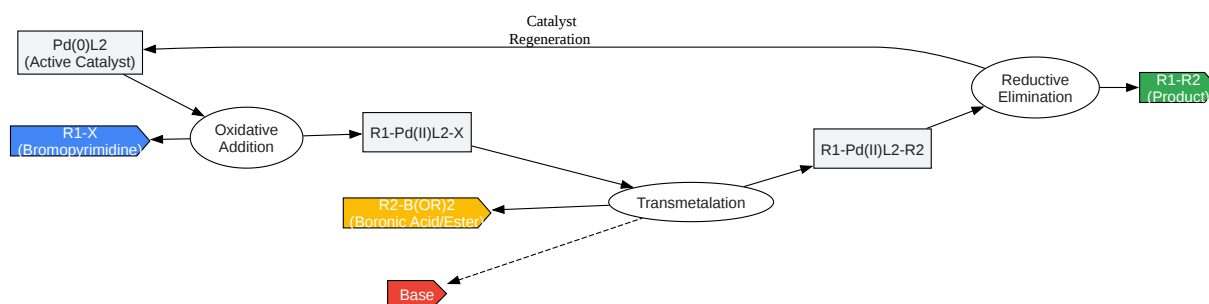 Catalyst
Regeneration
Pd(0)L2
(Active Catalyst)
Reductive
Elimination
R1-R2
(Product)
R1-X
(Bromopyrimidine)
Oxidative
Addition
R1-Pd(II)L2-X
R1-Pd(II)L2-R2
R2-B(OR)2
(Boronic Acid/Ester)
Transmetalation
Base